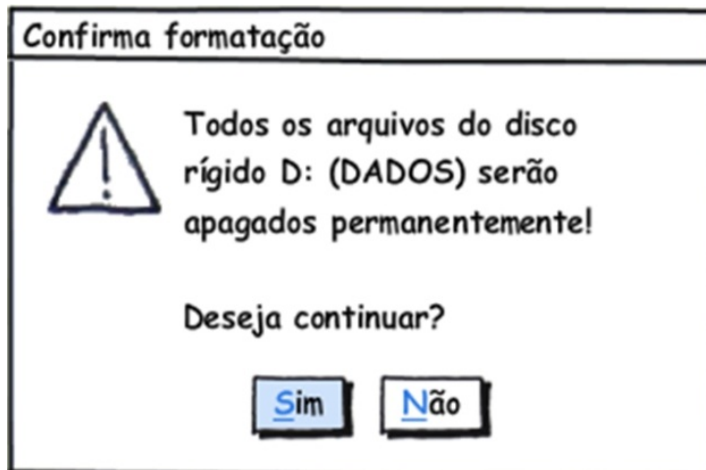 Confirma formatação
Todos os arquivos do disco
rígido D: (DADOS) serão
apagados permanentemente!
Deseja continuar?
Sim Não